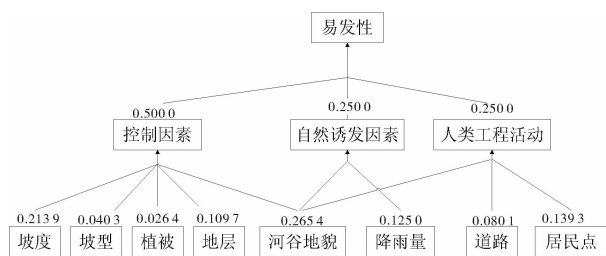 易发性
0.500 0
0.250 0
0.250 0
控制因素
自然诱发因素
人类工程活动
0.213 9
0.040 3
0.026 4
0.109 7
0.265 4
0.125 0
0.080 1
0.139 3
坡度
坡型
植被
地层
河谷地貌
降雨量
道路
居民点